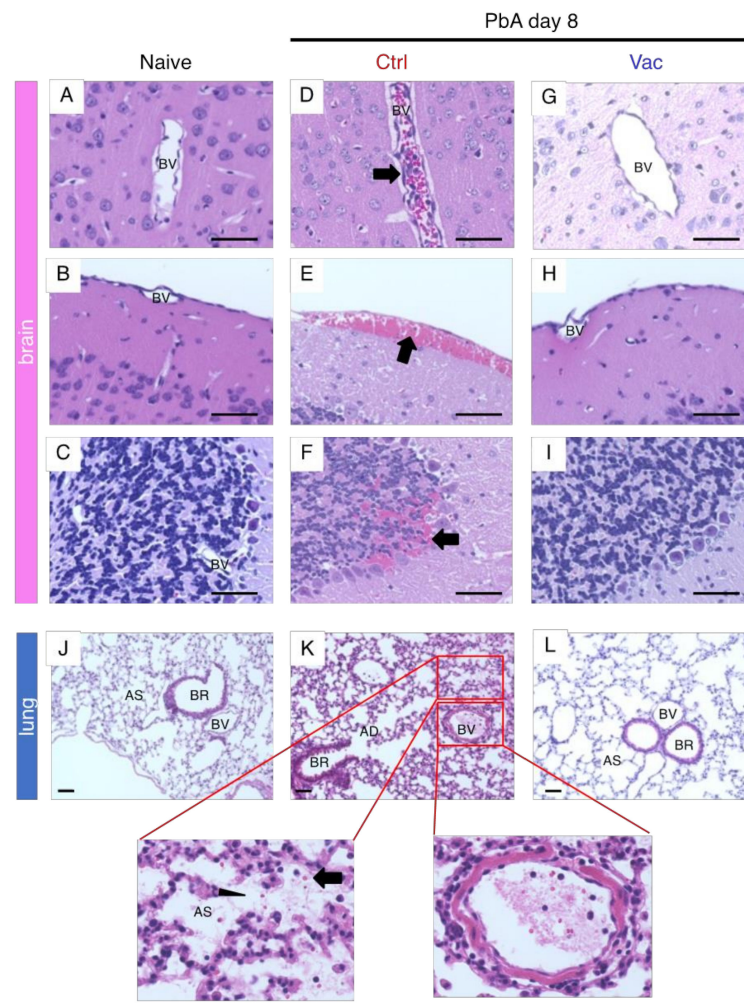 PbA day 8
Naive Ctrl Vac
brain
A BV
D BV
G BV
B BV
E
H BV
C BV
F
I
lung
J AS BR BV
K AD BV BR
L BV BR AS
AS